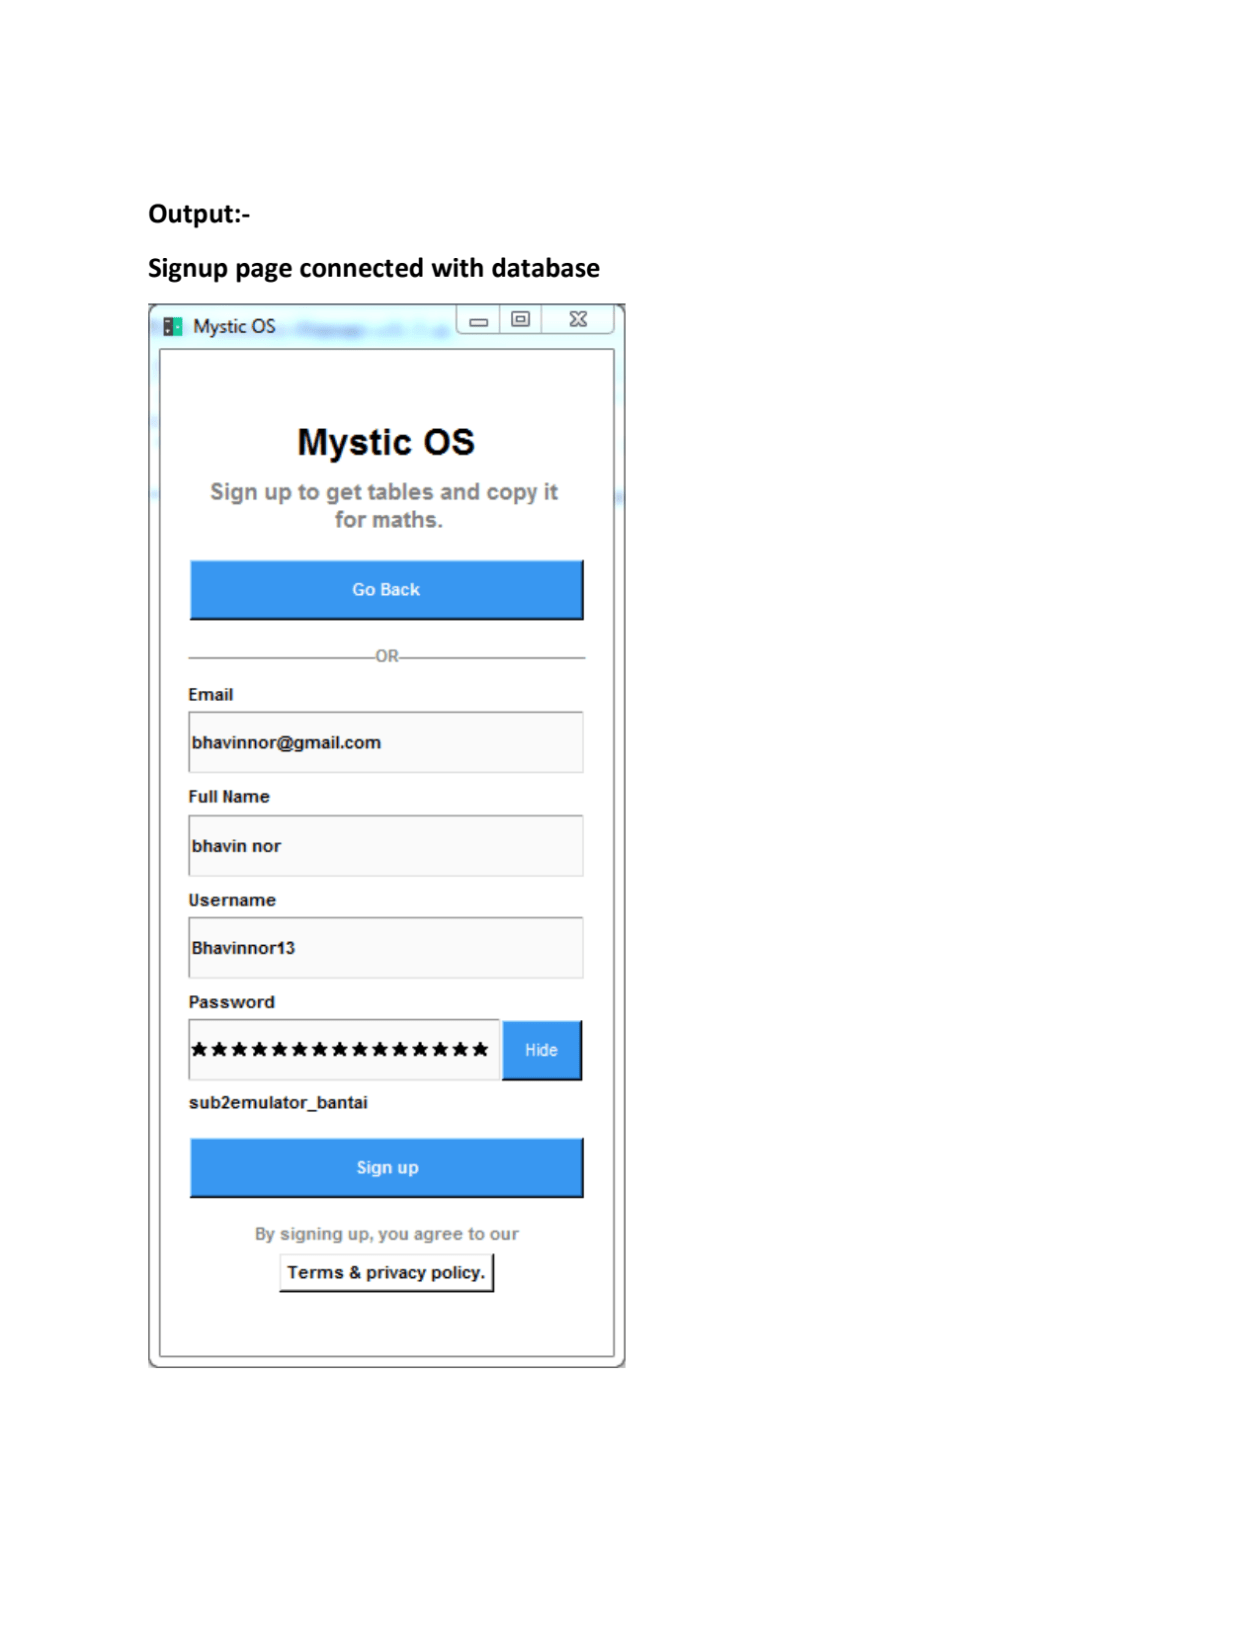 Output:-
Signup page connected with database
Mystic OS
Mystic OS
Sign up to get tables and copy it
for maths.
Go Back
OR
Email
bhavinnor@gmail.com
Full Name
bhavin nor
Username
Bhavinnor13
Password
★★★★★★★★★★★★★★★ Hide
sub2emulator_bantai
Sign up
By signing up, you agree to our
Terms & privacy policy.